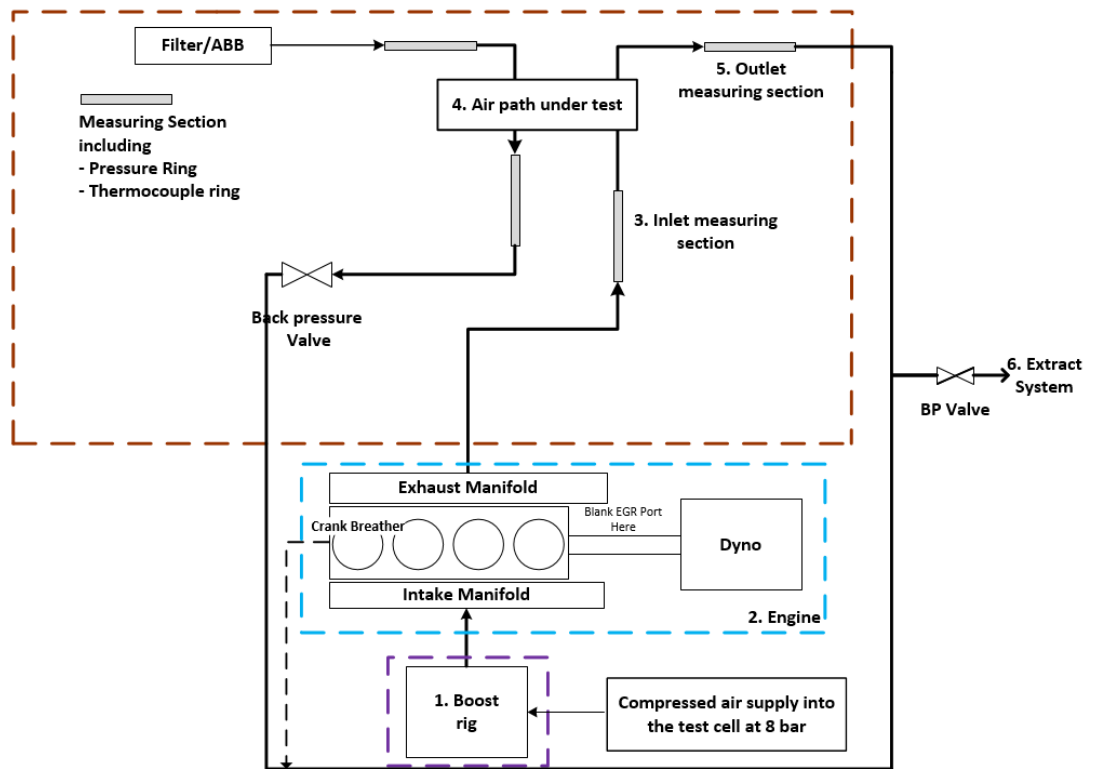 Filter/ABB
5. Outlet
measuring section
4. Air path under test
Measuring Section
including
- Pressure Ring
- Thermocouple ring
3. Inlet measuring
section
Back pressure
Valve
6. Extract
System
BP Valve
Exhaust Manifold
Blank EGR Port
Here
Crank Breather
Dyno
Intake Manifold
2. Engine
1. Boost
rig
Compressed air supply into
the test cell at 8 bar